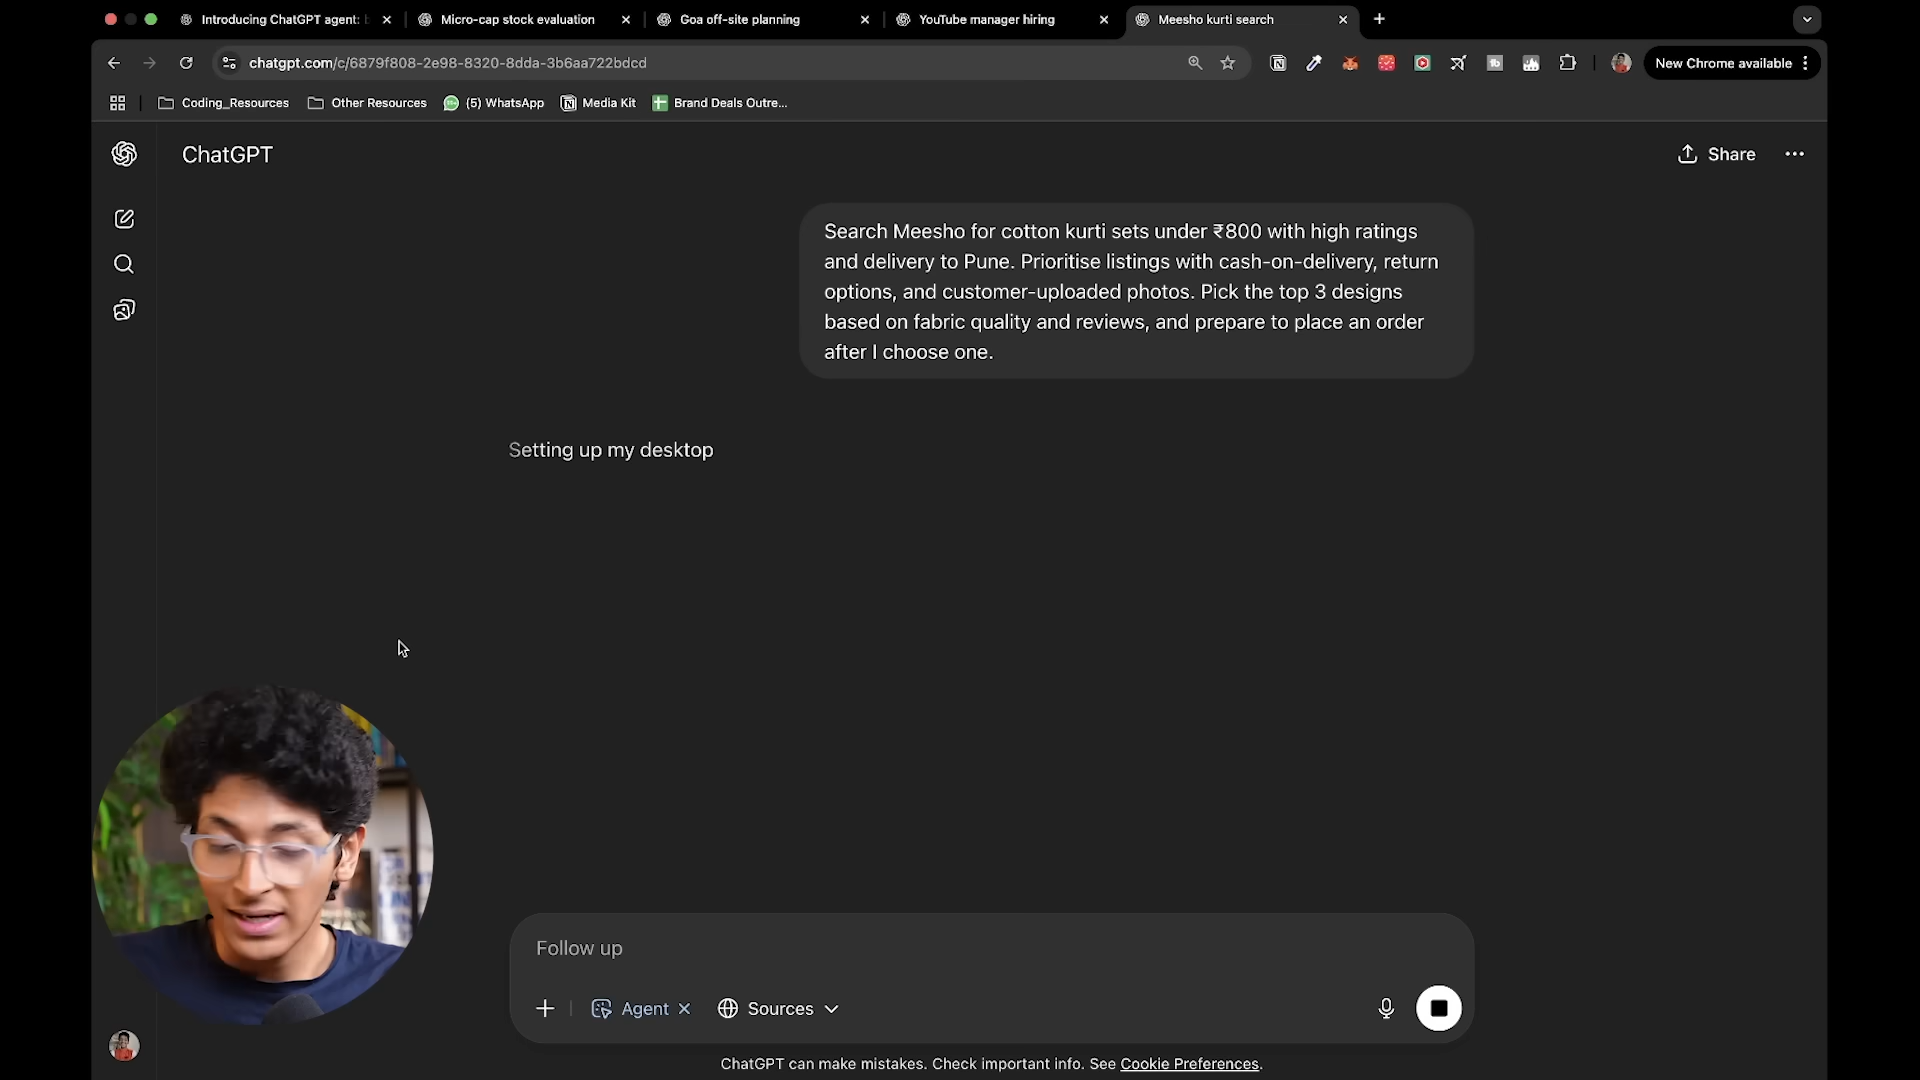 Introducing ChatGPT agent:
Micro-cap stock evaluation
Goa off-site planning
YouTube manager hiring
Meesho kurti search
chatgpt.com/c/6879f808-2e98-8320-8dda-3b6aa722bdcd
New Chrome available
Coding_Resources
Other Resources
(5) WhatsApp
Media Kit
Brand Deals Outre...
ChatGPT
Share
Search Meesho for cotton kurti sets under ₹800 with high ratings
and delivery to Pune. Prioritise listings with cash-on-delivery, return
options, and customer-uploaded photos. Pick the top 3 designs
based on fabric quality and reviews, and prepare to place an order
after I choose one.
Setting up my desktop
Follow up
Agent
Sources
ChatGPT can make mistakes. Check important info. See Cookie Preferences.